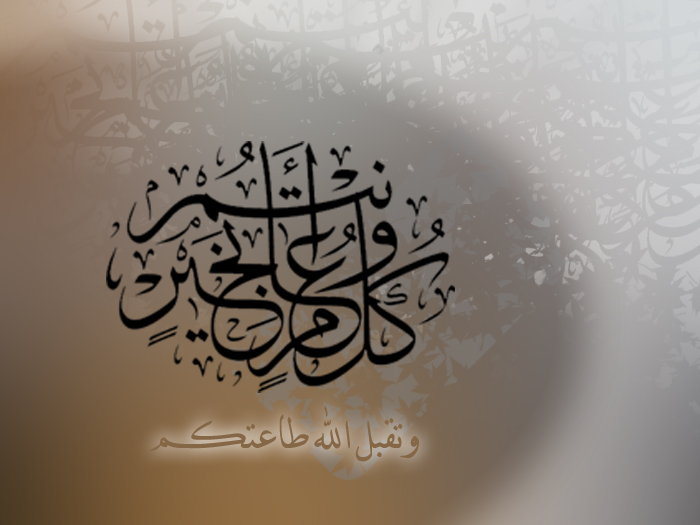 كل عام وأنتم بخير
وتقبل الله طاعتكم